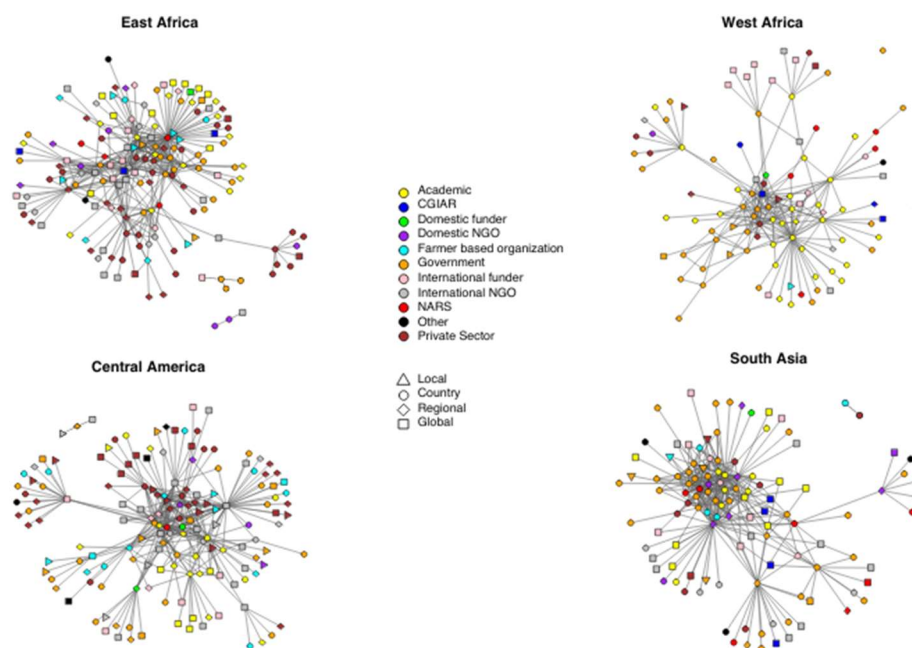 East Africa
West Africa
Academic
CGIAR
Domestic funder
Domestic NGO
Farmer based organization
Government
International funder
International NGO
NARS
Other
Private Sector
Local
Country
Regional
Global
Central America
South Asia